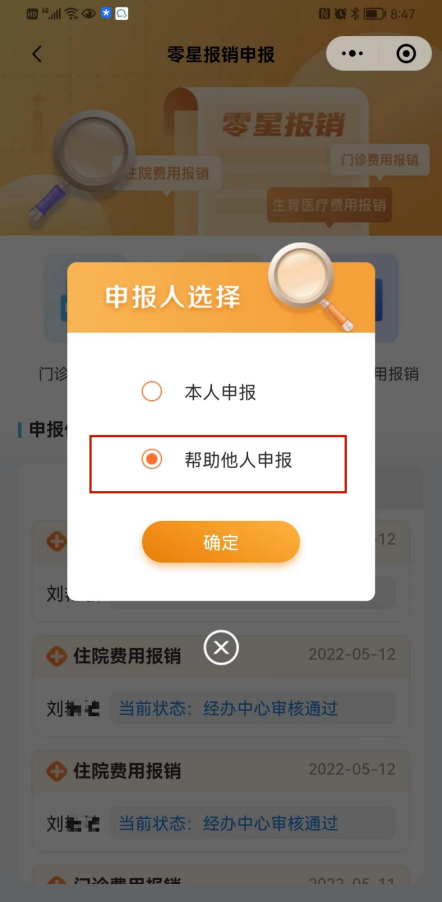 8:47
零星报销申报
零星报销
门诊费用报销
住院费用报销
生育医疗费用报销
申报人选择
门诊
用报销
本人申报
申报
帮助他人申报
确定
-12
刘
住院费用报销
2022-05-12
刘
当前状态：经办中心审核通过
住院费用报销
2022-05-12
刘
当前状态：经办中心审核通过
门诊费用报销
2022-05-11